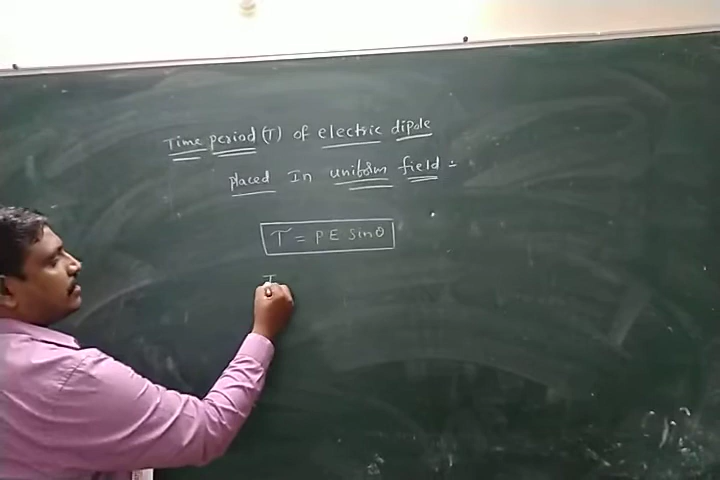 Time period (T) of electric dipole
placed In uniform field :-
τ = P E sinθ
I